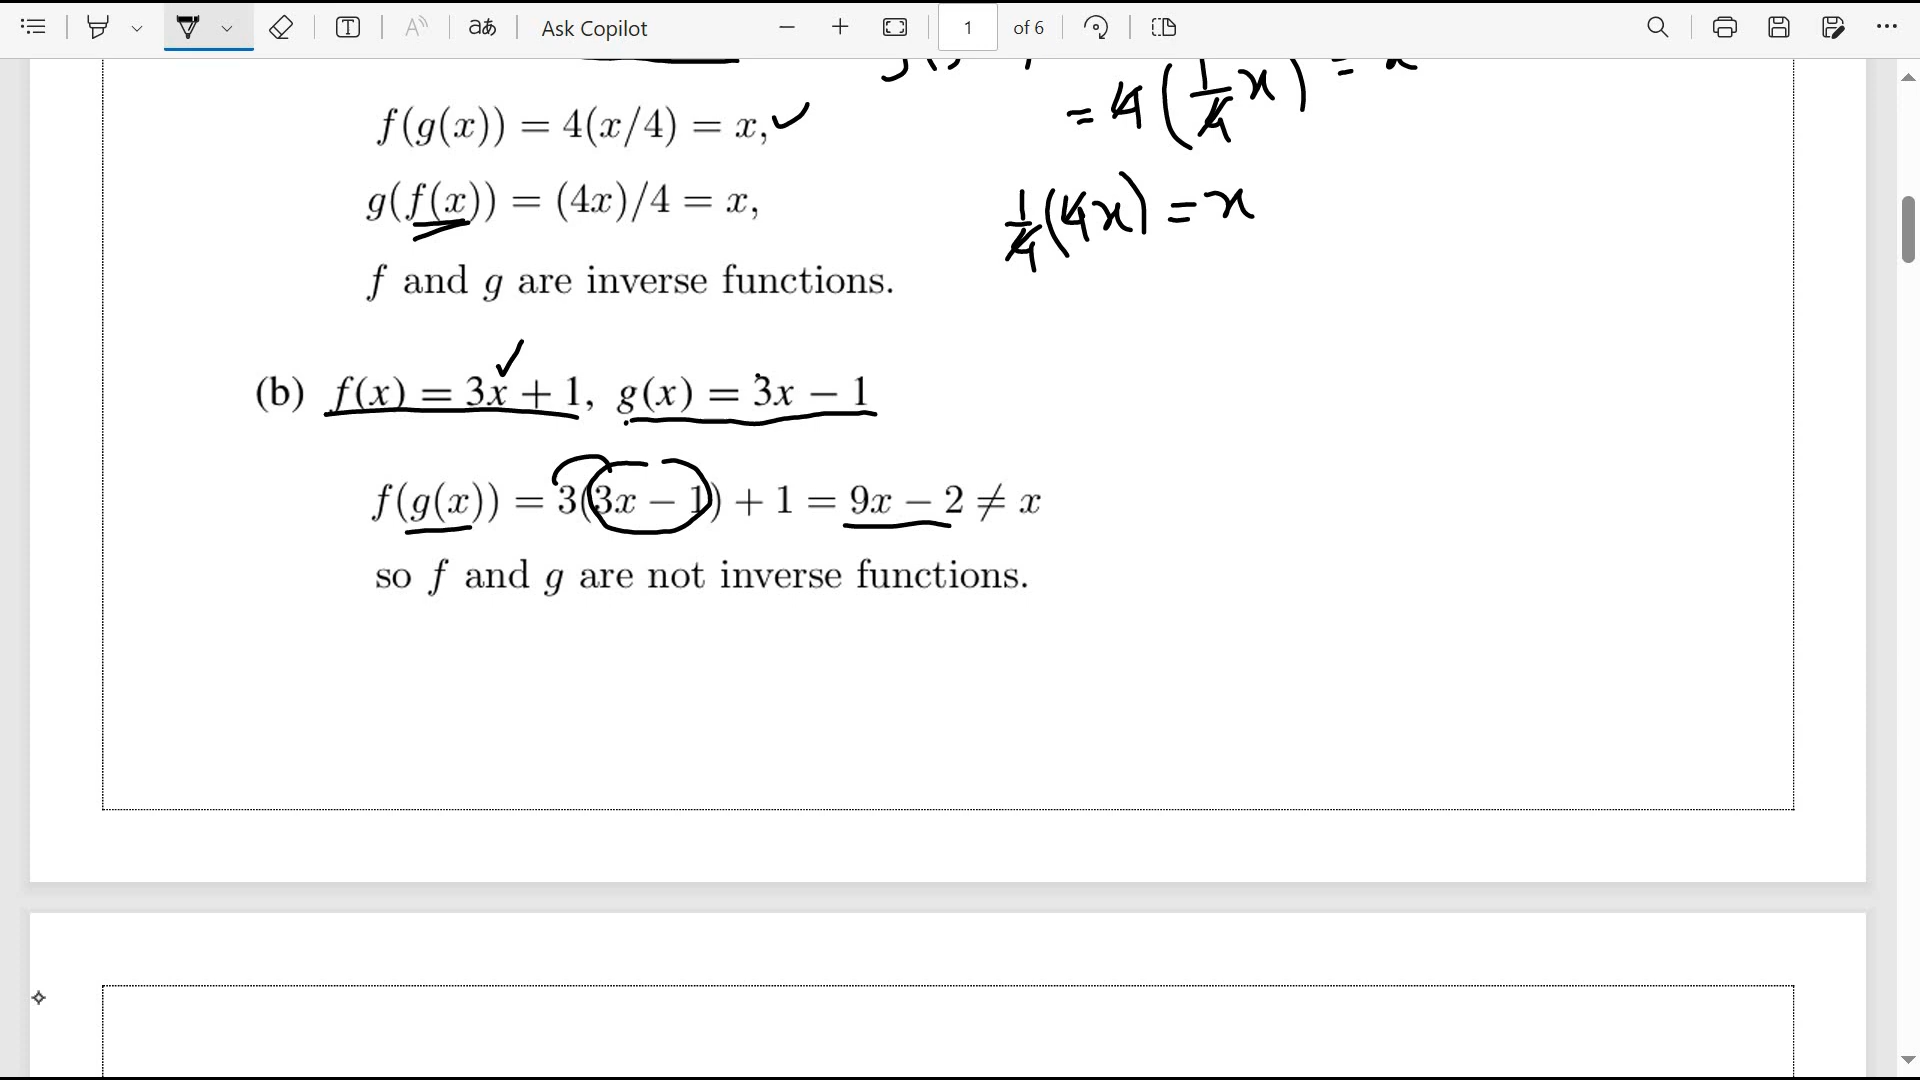 Ask Copilot 1 of 6
= 4(1/4 x) = x
f(g(x)) = 4(x/4) = x, ✓
g(f(x)) = (4x)/4 = x,
1/4(4x) = x
f and g are inverse functions.
(b) f(x) = 3x + 1, g(x) = 3x − 1
f(g(x)) = 3(3x − 1) + 1 = 9x − 2 ≠ x
so f and g are not inverse functions.